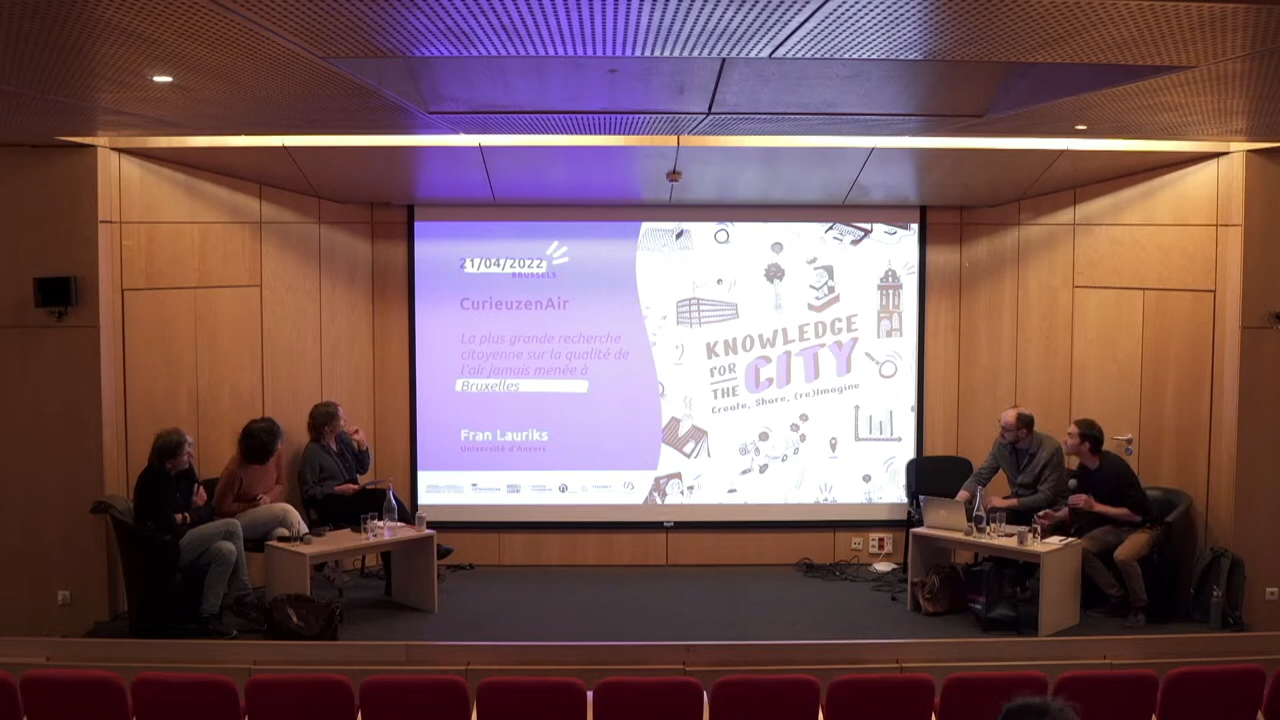 21/04/2022
BRUSSELS
CurieuzenAir
La plus grande recherche
citoyenne sur la qualité de
l'air jamais menée à
Bruxelles
Fran Lauriks
Université d'Anvers
KNOWLEDGE
FOR
THE CITY
Create, Share, (re)Imagine